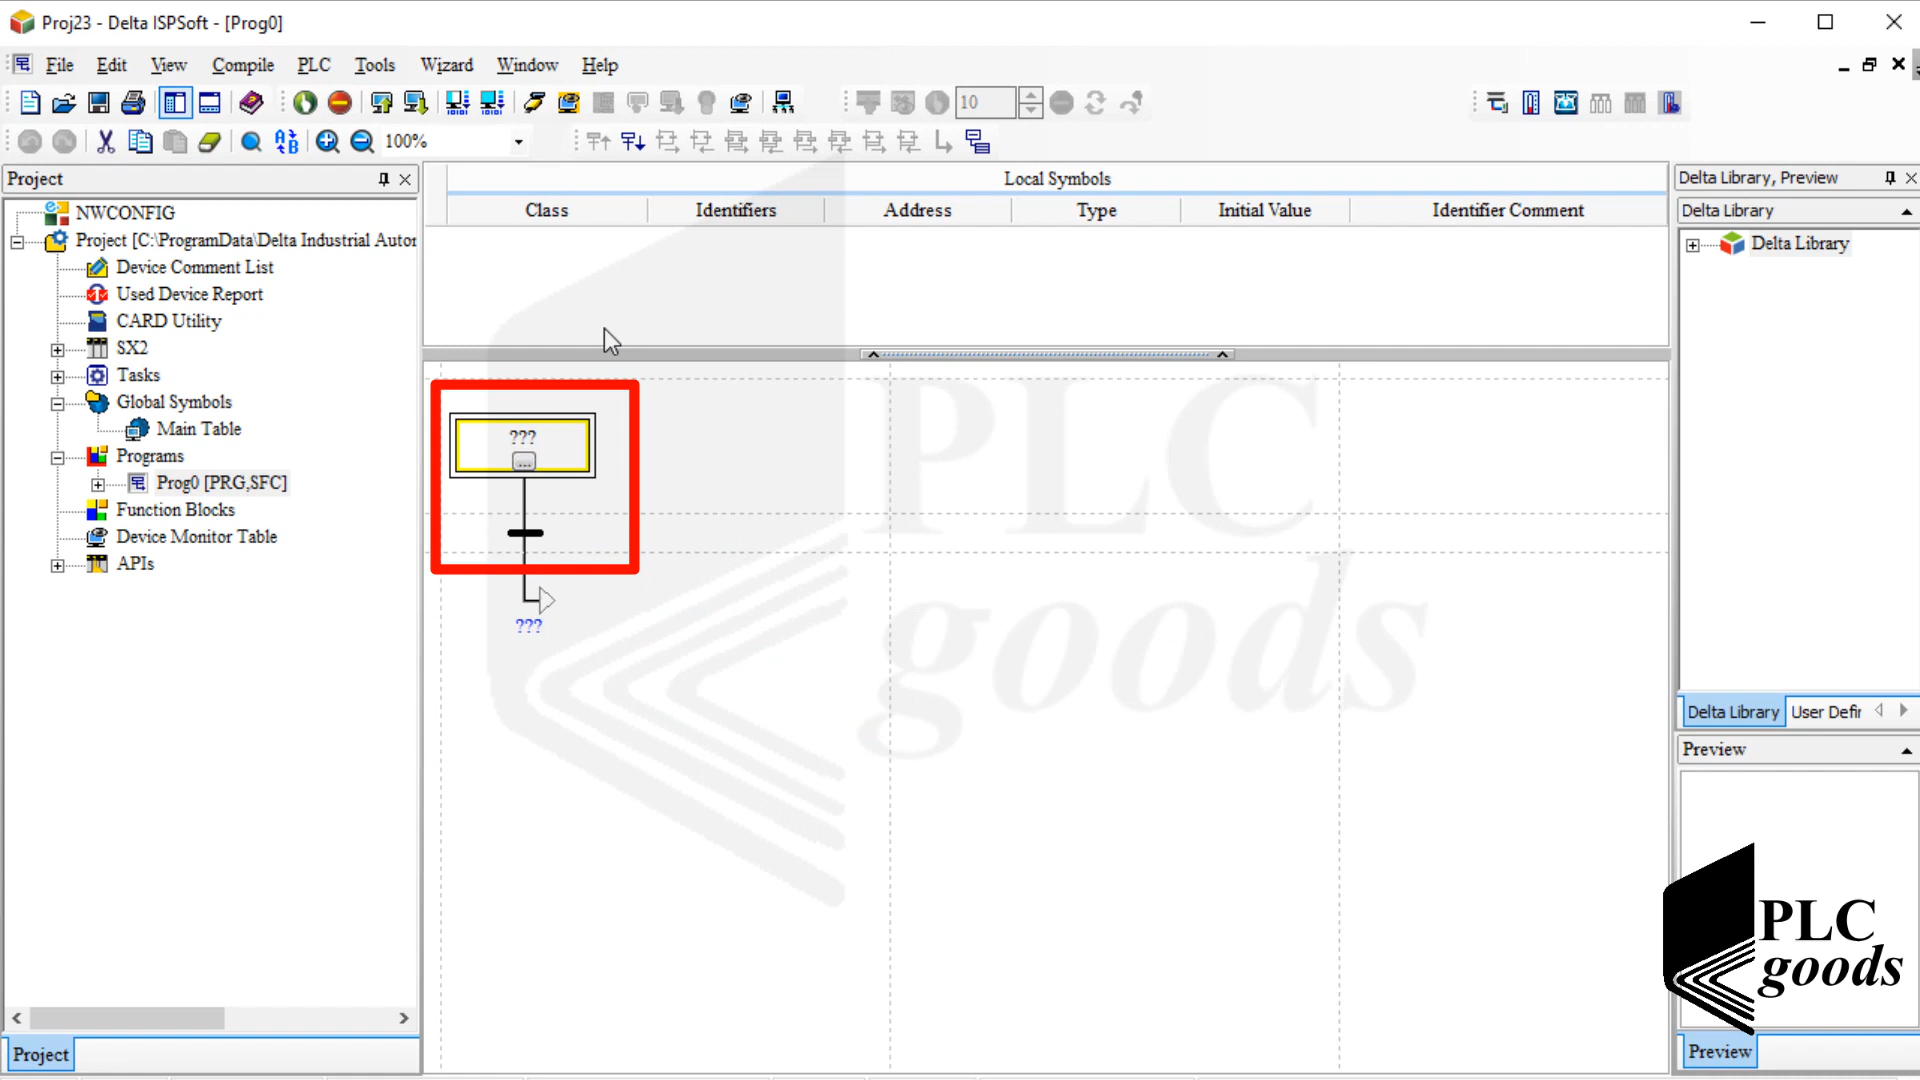 Proj23 - Delta ISPSoft - [Prog0]
File Edit View Compile PLC Tools Wizard Window Help
10
100%
Project
NWCONFIG
Project [C:\ProgramData\Delta Industrial Autor
Device Comment List
Used Device Report
CARD Utility
SX2
Tasks
Global Symbols
Main Table
Programs
Prog0 [PRG,SFC]
Function Blocks
Device Monitor Table
APIs
Project
Local Symbols
Class Identifiers Address Type Initial Value Identifier Comment
???
...
???
PLC
goods
Delta Library, Preview
Delta Library
Delta Library
Delta Library User Defir
Preview
PLC
goods
Preview